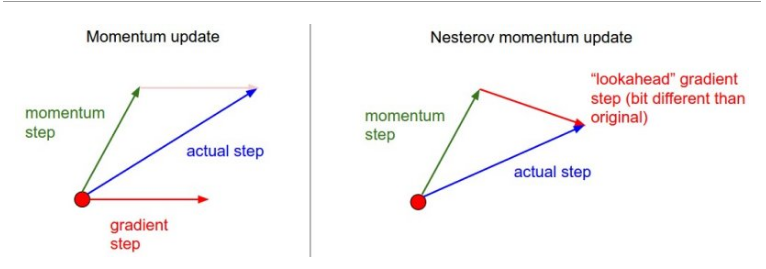 Momentum update
momentum
step
actual step
gradient
step
Nesterov momentum update
momentum
step
"lookahead" gradient
step (bit different than
original)
actual step